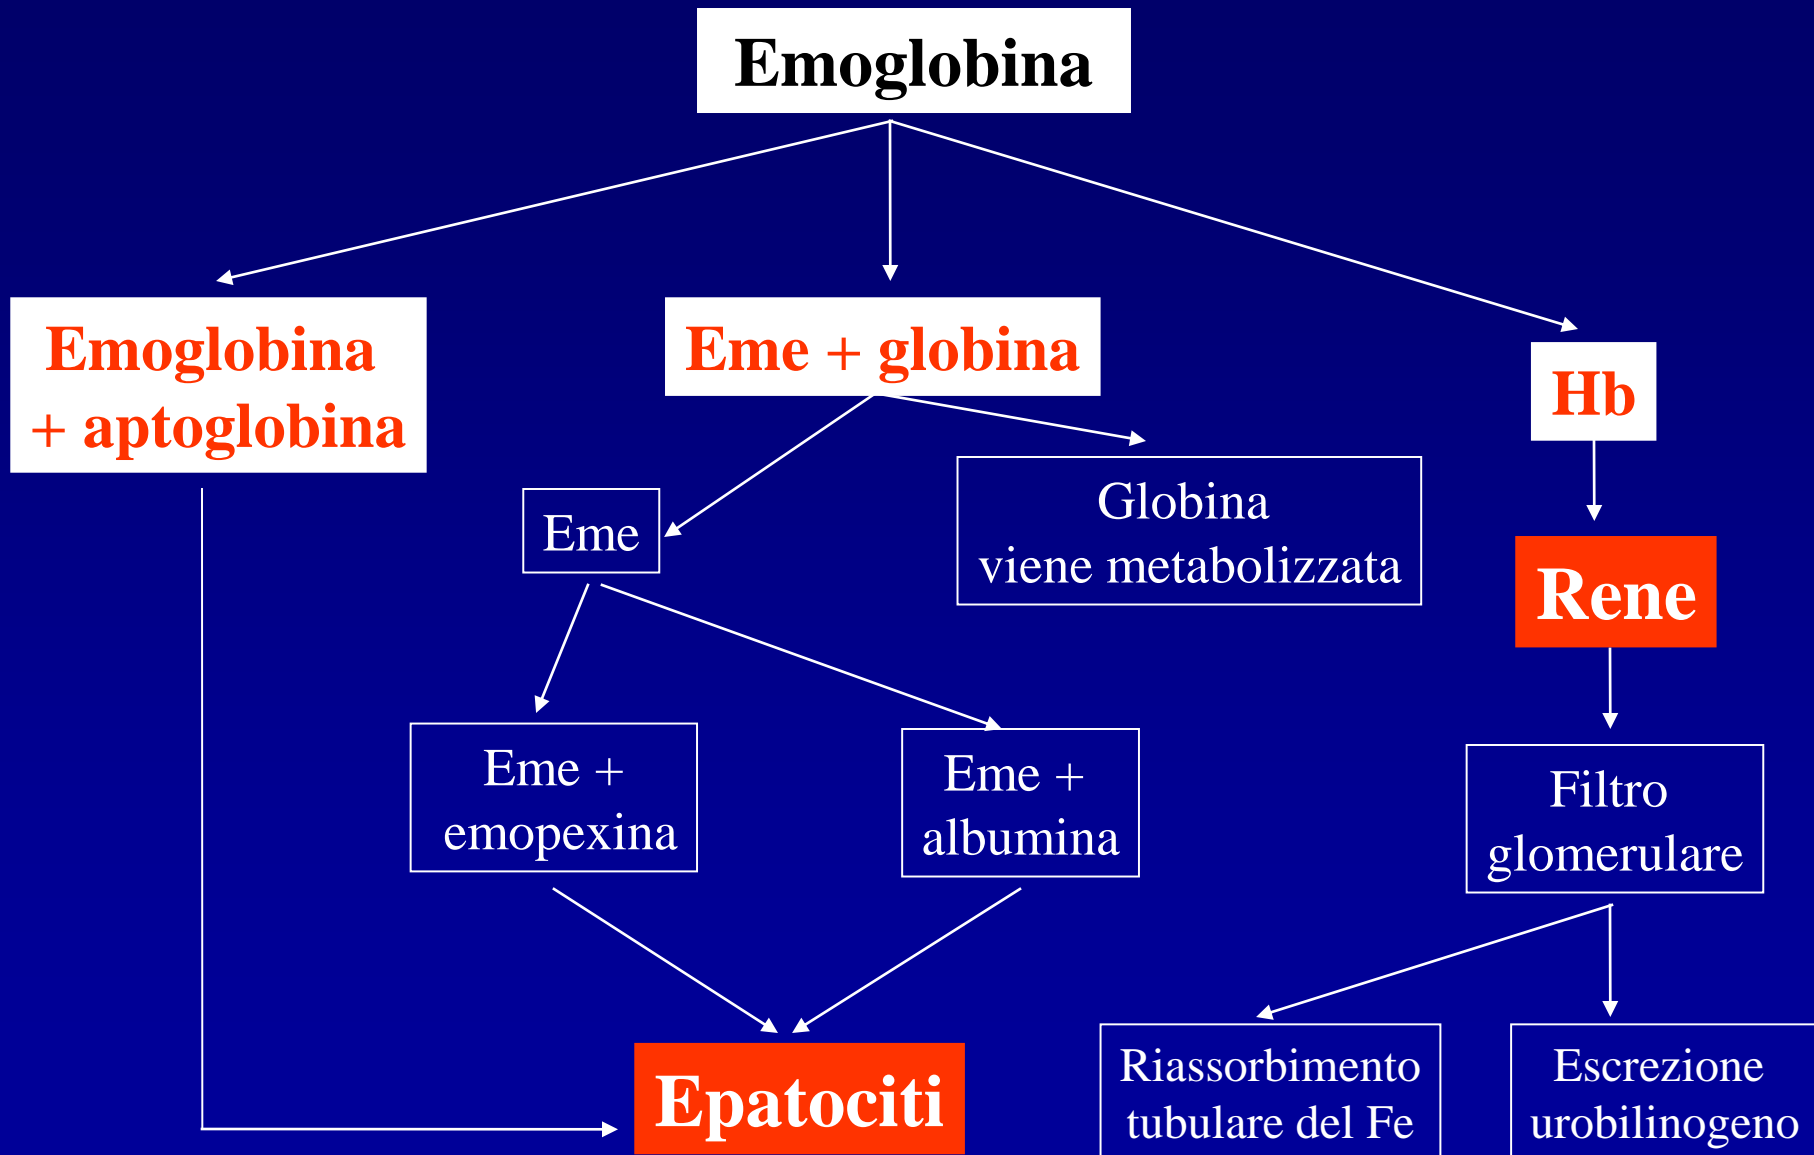 Emoglobina
Emoglobina
+ aptoglobina
Eme + globina
Hb
Eme
Globina
viene metabolizzata
Rene
Eme +
emopexina
Eme +
albumina
Filtro
glomerulare
Epatociti
Riassorbimento
tubulare del Fe
Escrezione
urobilinogeno